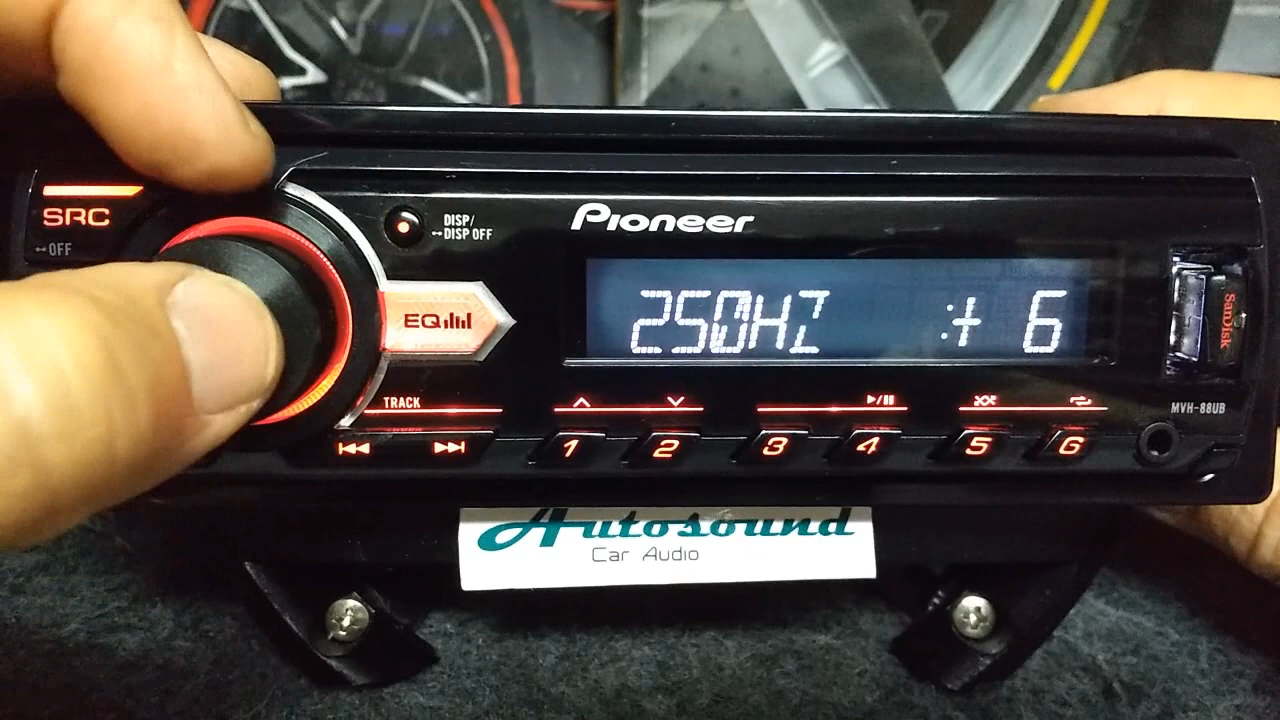 SRC
OFF
DISP/
DISP OFF
Pioneer
EQ
250HZ :+ 6
SanDisk
TRACK
MVH-88UB
1 2 3 4 5 6
Autosound
Car Audio